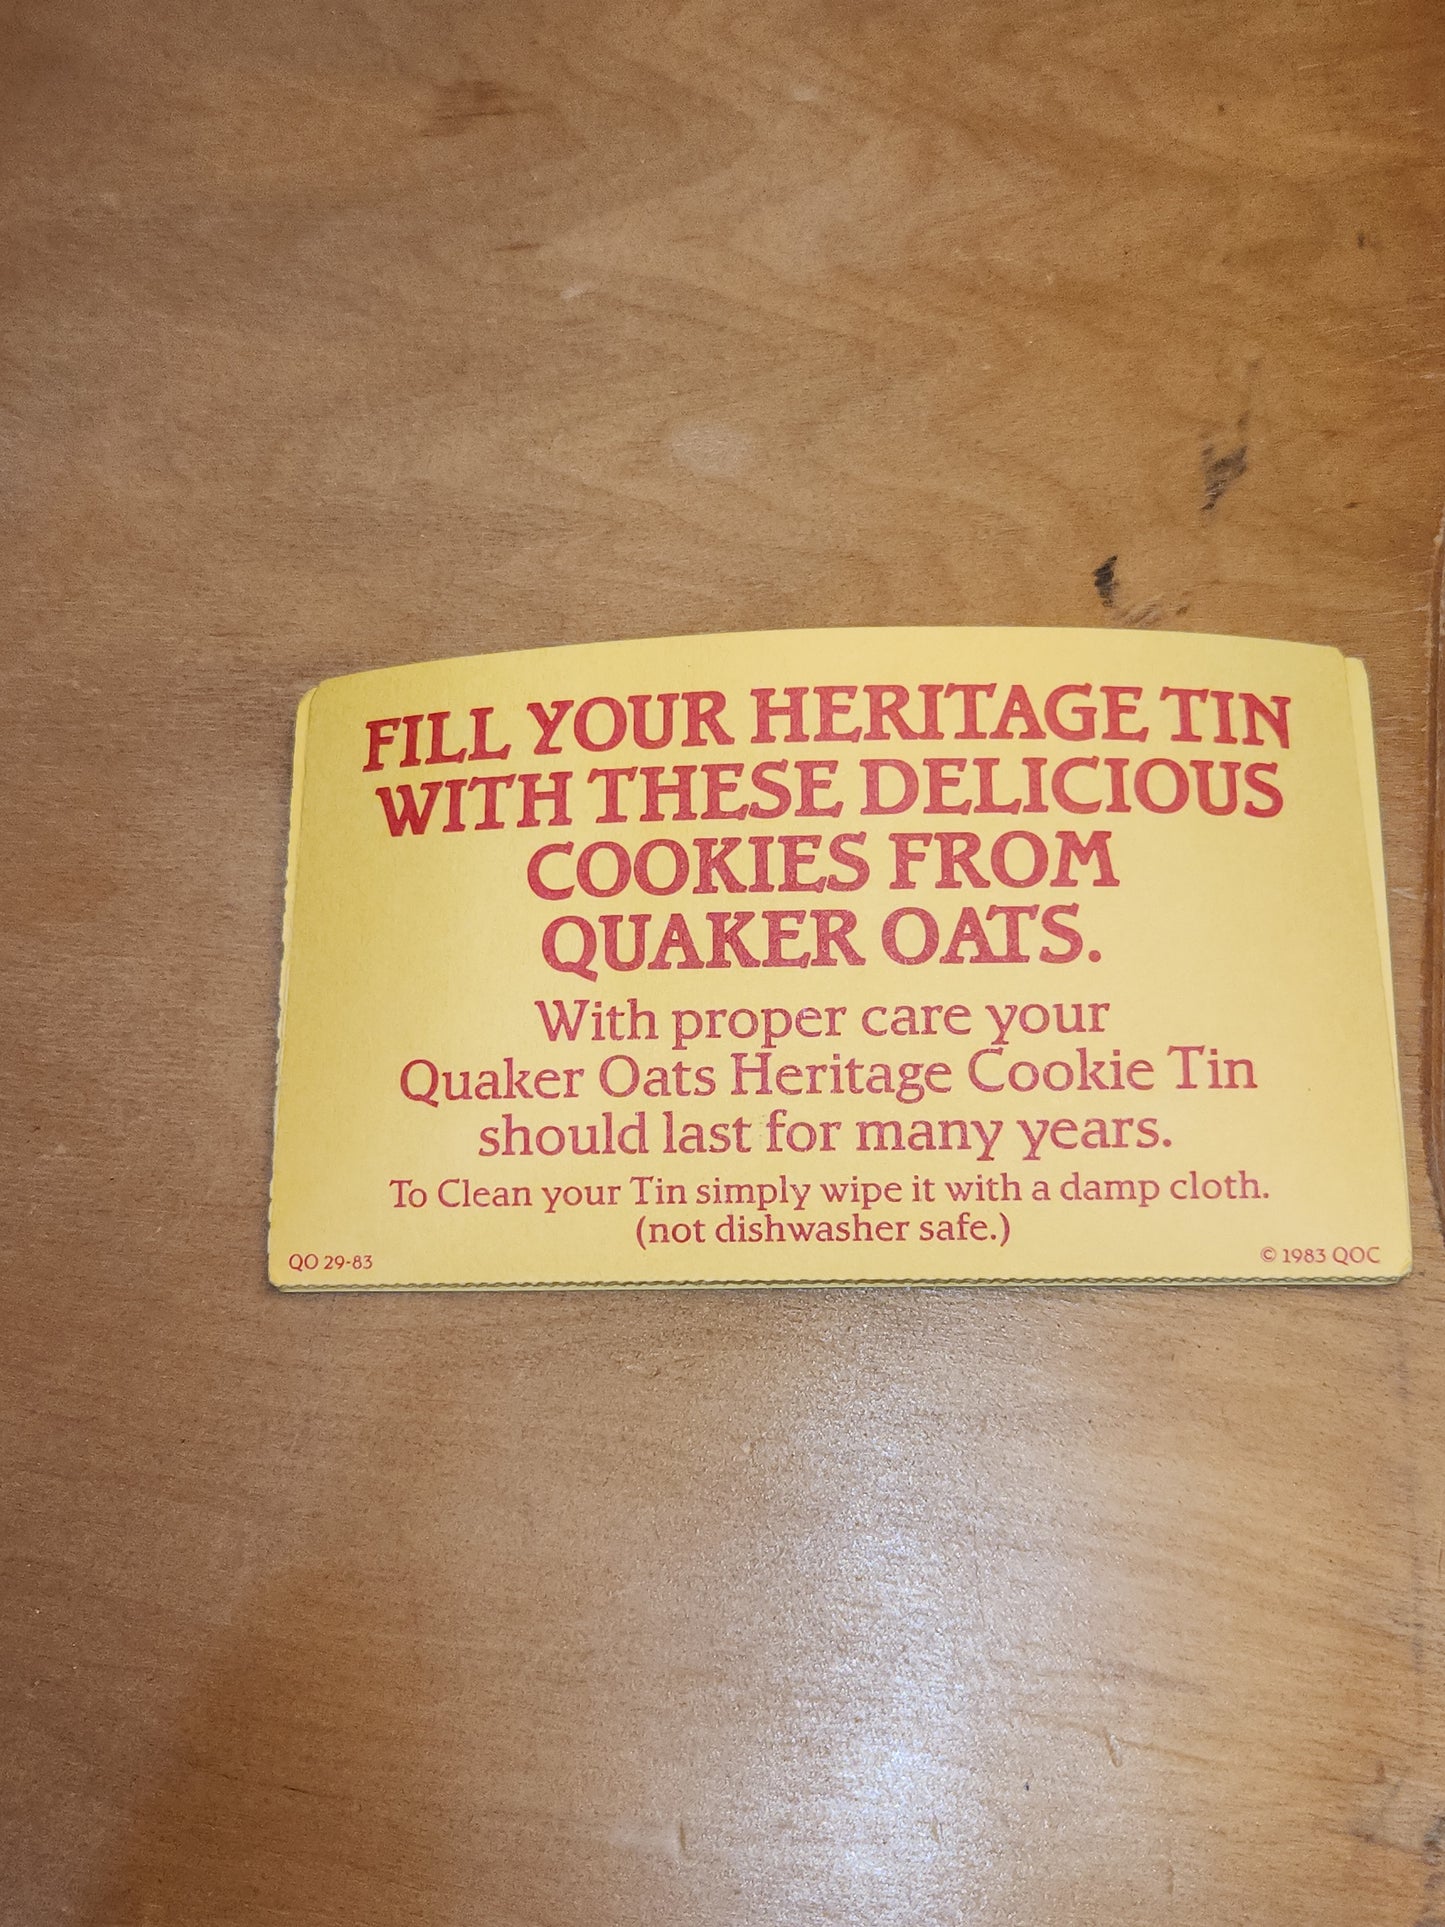 FILL YOUR HERITAGE TIN
WITH THESE DELICIOUS
COOKIES FROM
QUAKER OATS.
With proper care your
Quaker Oats Heritage Cookie Tin
should last for many years.
To Clean your Tin simply wipe it with a damp cloth.
(not dishwasher safe.)
QO 29-83
© 1983 QOC